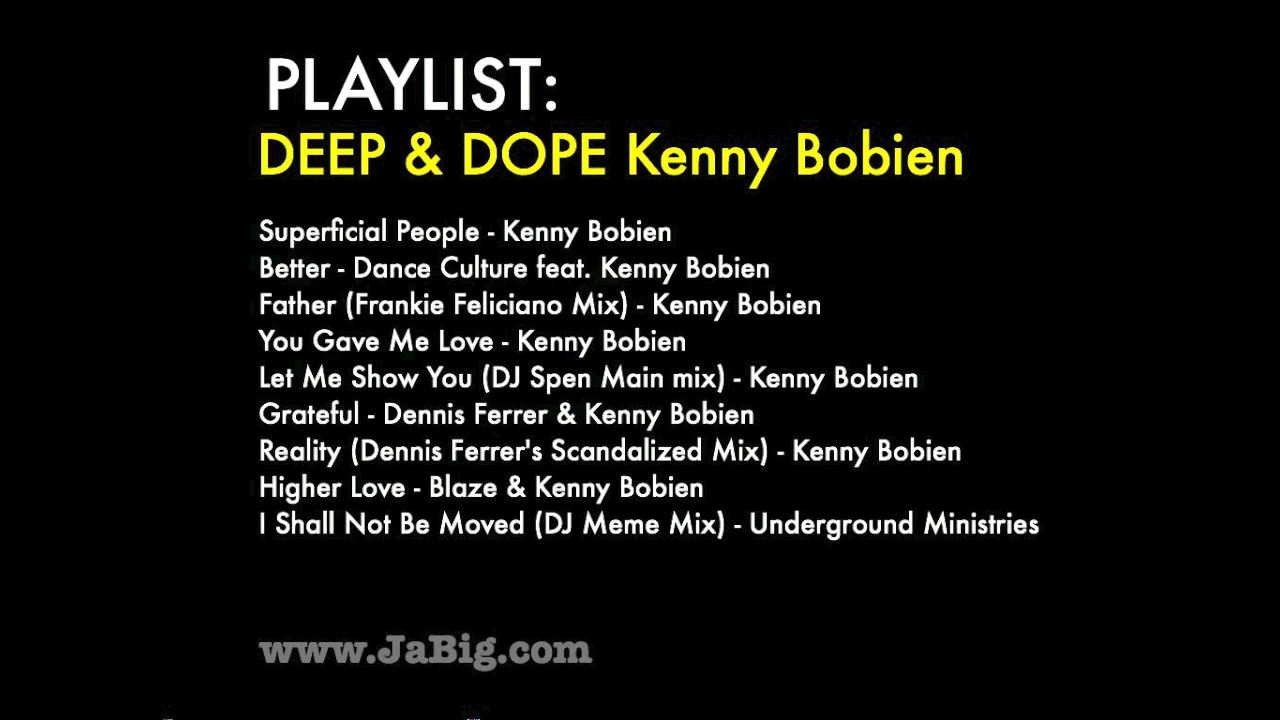 PLAYLIST:
DEEP & DOPE Kenny Bobien
Superficial People - Kenny Bobien
Better - Dance Culture feat. Kenny Bobien
Father (Frankie Feliciano Mix) - Kenny Bobien
You Gave Me Love - Kenny Bobien
Let Me Show You (DJ Spen Main mix) - Kenny Bobien
Grateful - Dennis Ferrer & Kenny Bobien
Reality (Dennis Ferrer's Scandalized Mix) - Kenny Bobien
Higher Love - Blaze & Kenny Bobien
I Shall Not Be Moved (DJ Meme Mix) - Underground Ministries
www.JaBig.com